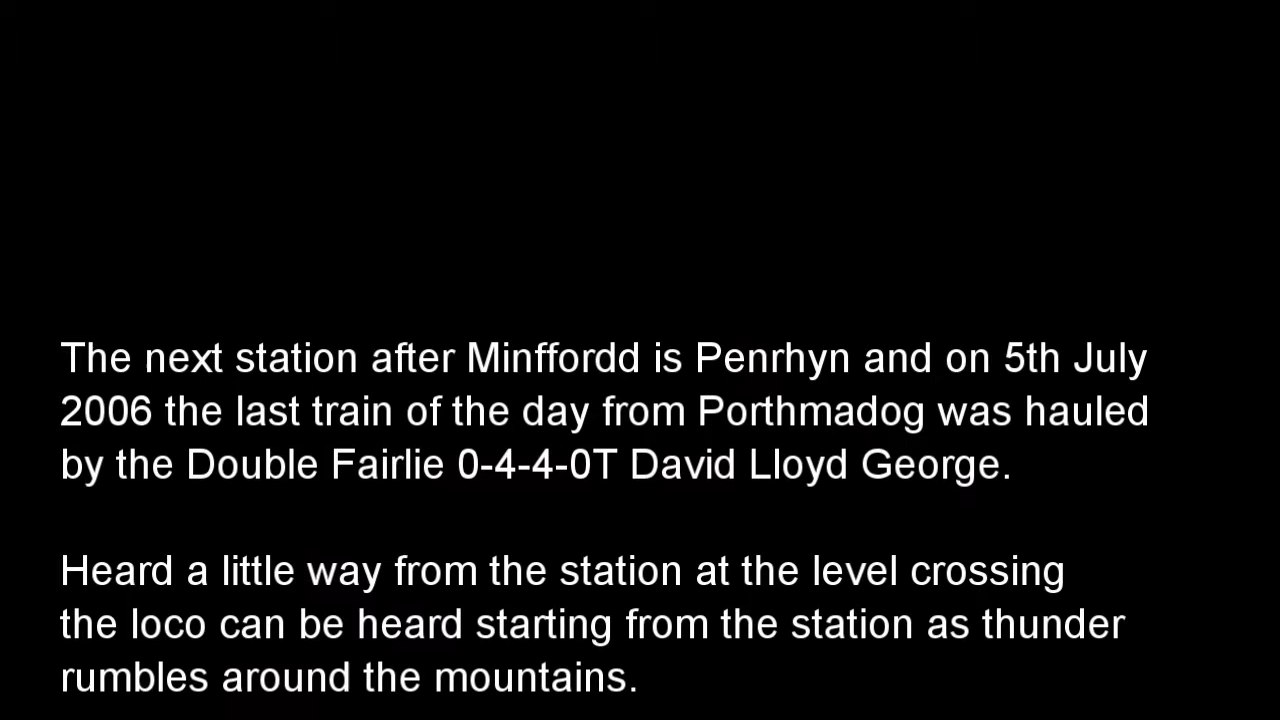 The next station after Minffordd is Penrhyn and on 5th July
2006 the last train of the day from Porthmadog was hauled
by the Double Fairlie 0-4-4-0T David Lloyd George.
Heard a little way from the station at the level crossing
the loco can be heard starting from the station as thunder
rumbles around the mountains.